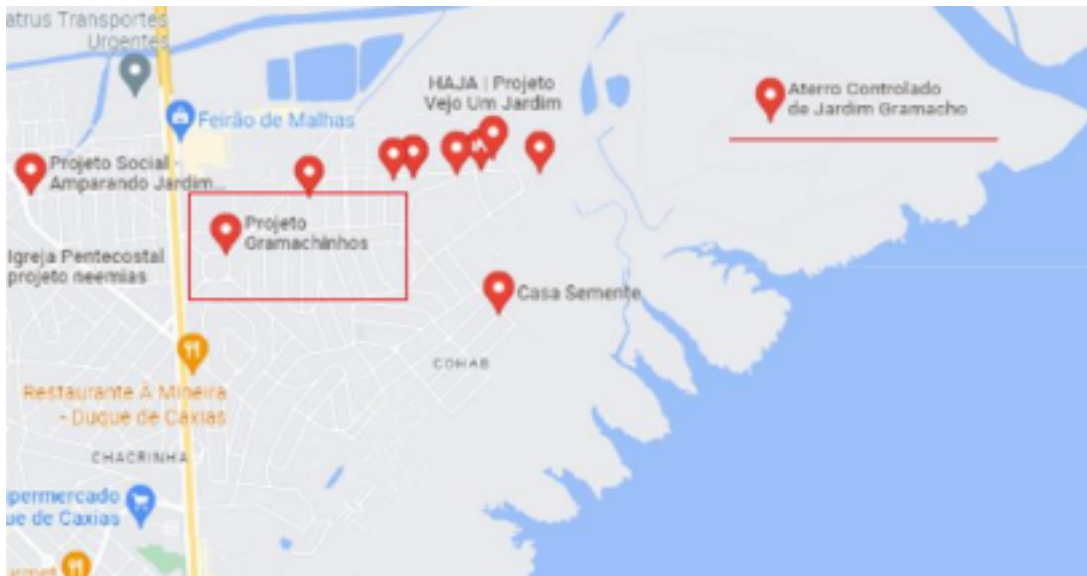 atrus Transportes
Urgentes
Feirão de Malhas
HAJA | Projeto
Vejo Um Jardim
Aterro Controlado
de Jardim Gramacho
Projeto Social -
Amparando Jardim...
Projeto
Gramachinhos
Igreja Pentecostal
projeto neemias
Casa Semente
COHAB
Restaurante À Mineira
- Duque de Caxias
CHACRINHA
permercado
ue de Caxias
urmet